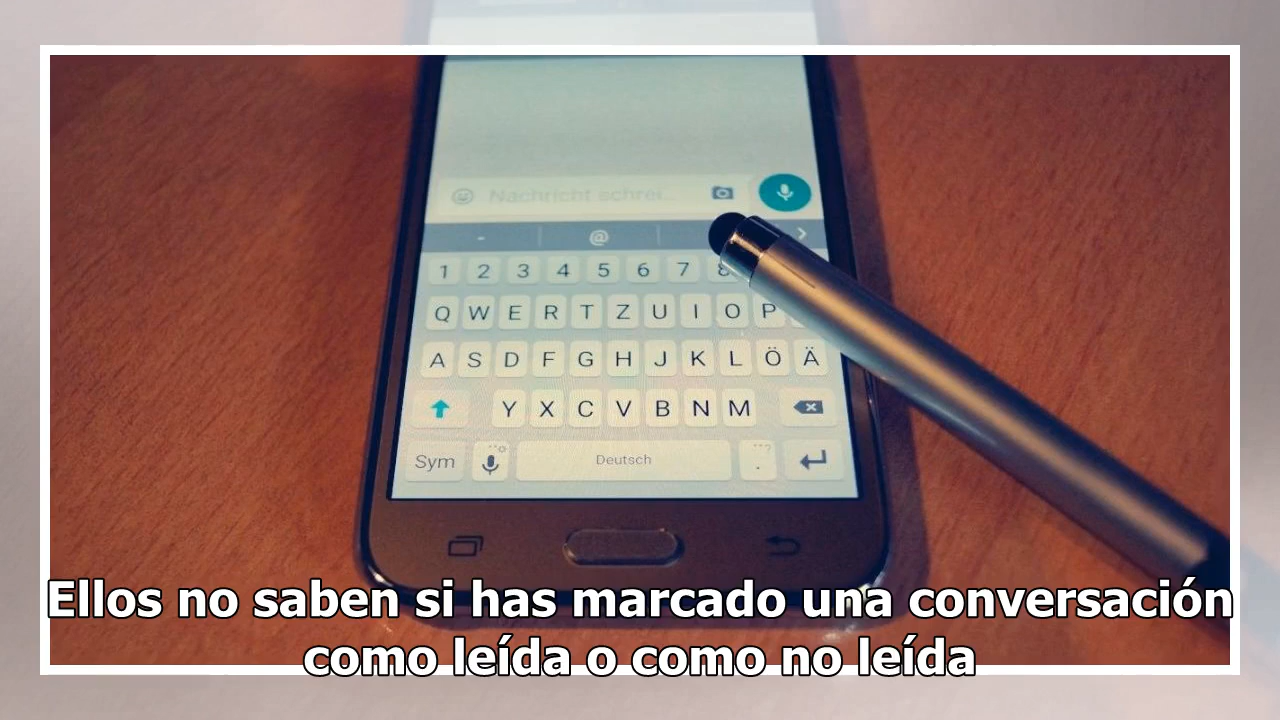 Nachricht schrei...
- @
1 2 3 4 5 6 7 8
Q W E R T Z U I O P
A S D F G H J K L Ö Ä
Y X C V B N M
Sym Deutsch .
Ellos no saben si has marcado una conversación
como leída o como no leída